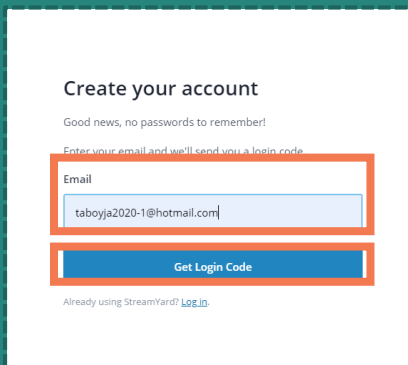 Create your account
Good news, no passwords to remember!
Enter your email and we'll send you a login code
Email
taboyja2020-1@hotmail.com
Get Login Code
Already using StreamYard? Log in.